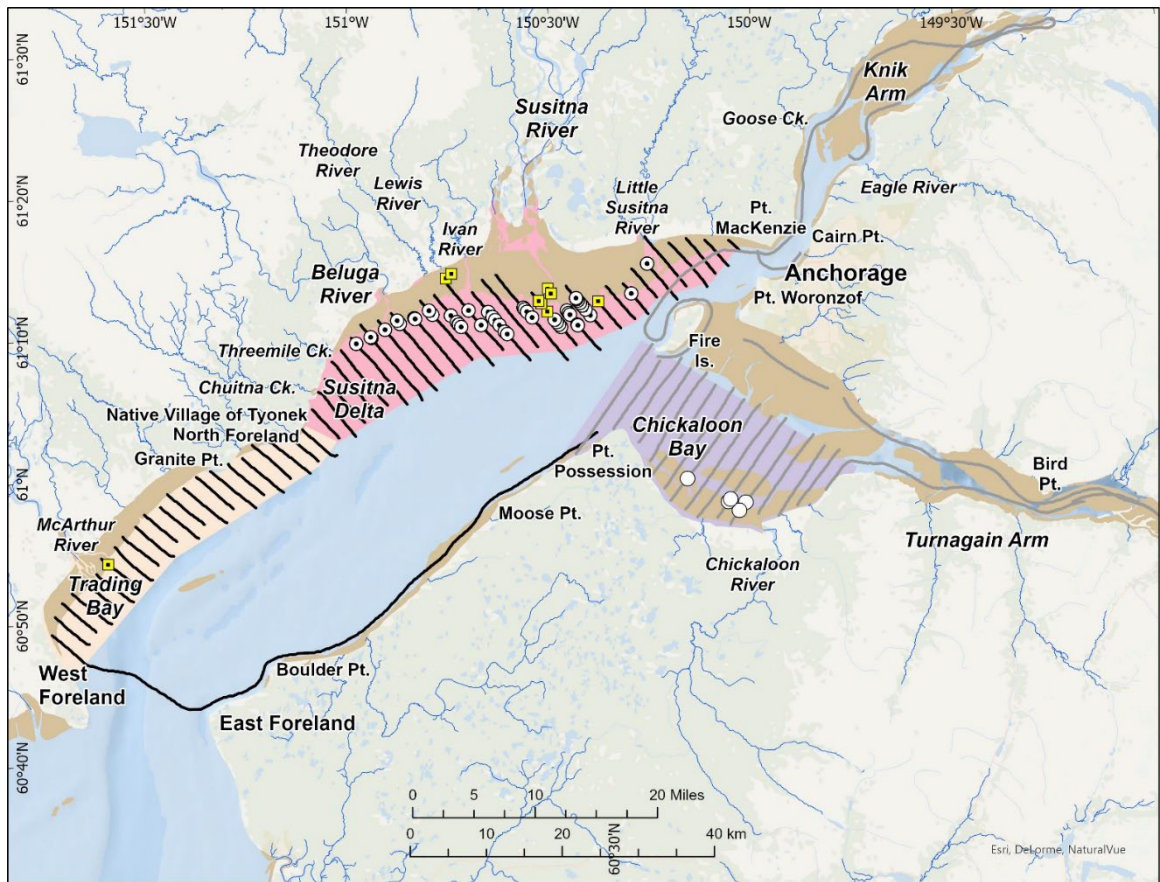 151°30'W
151°W
150°30'W
150°W
149°30'W
61°30'N
61°20'N
61°10'N
61°N
60°50'N
60°40'N
60°30'N
Knik
Arm
Goose Ck.
Susitna
River
Theodore
River
Lewis
River
Little
Susitna
River
Eagle River
Ivan
River
Pt.
MacKenzie
Cairn Pt.
Beluga
River
Anchorage
Pt. Woronzof
Threemile Ck.
Fire
Is.
Chuitna Ck.
Susitna
Delta
Native Village of Tyonek
North Foreland
Granite Pt.
Chickaloon
Bay
Pt.
Possession
Bird
Pt.
Moose Pt.
McArthur
River
Turnagain Arm
Trading
Bay
Chickaloon
River
Boulder Pt.
West
Foreland
East Foreland
0 5 10 20 Miles
0 10 20 40 km
Esri, DeLorme, NaturalVue